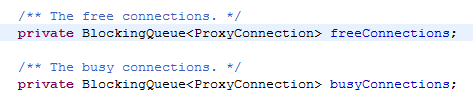 /** The free connections. */
private BlockingQueue<ProxyConnection> freeConnections;
/** The busy connections. */
private BlockingQueue<ProxyConnection> busyConnections;